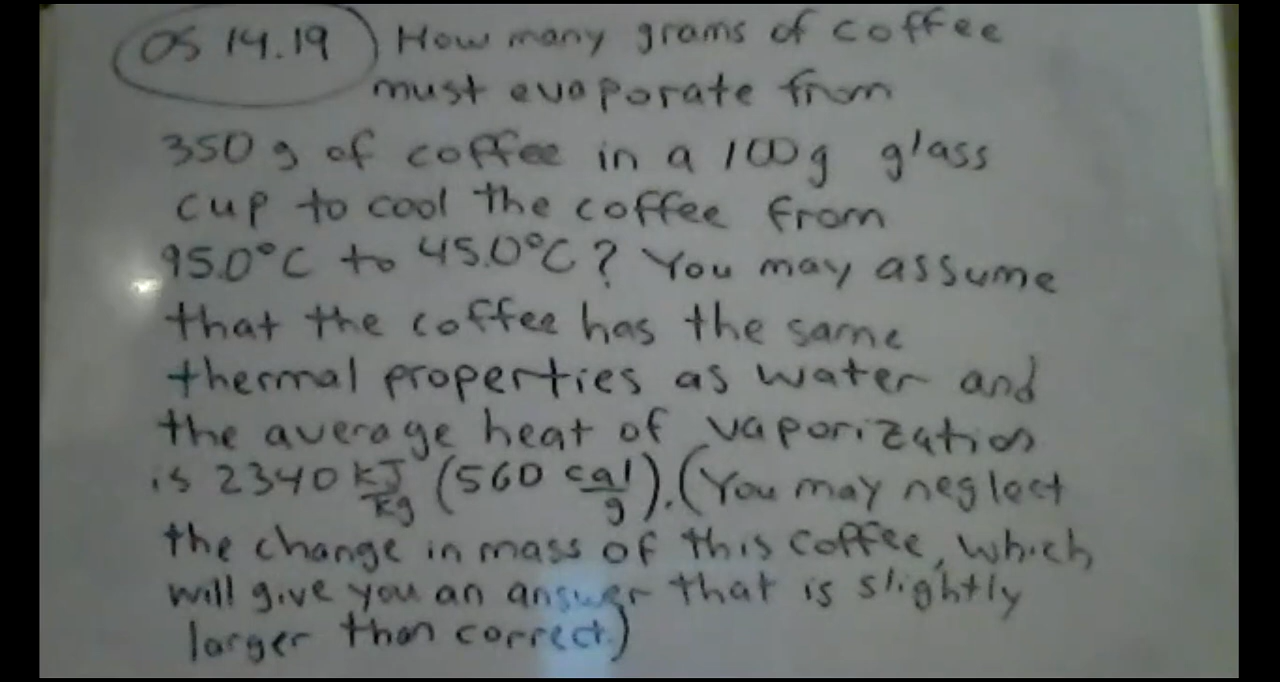 OS 14.19 How many grams of coffee
must evaporate from
350 g of coffee in a 100g glass
cup to cool the coffee from
95.0°C to 45.0°C? You may assume
that the coffee has the same
thermal properties as water and
the average heat of vaporization
is 2340 kJ/kg (560 cal/g). (You may neglect
the change in mass of this coffee, which
will give you an answer that is slightly
larger than correct.)